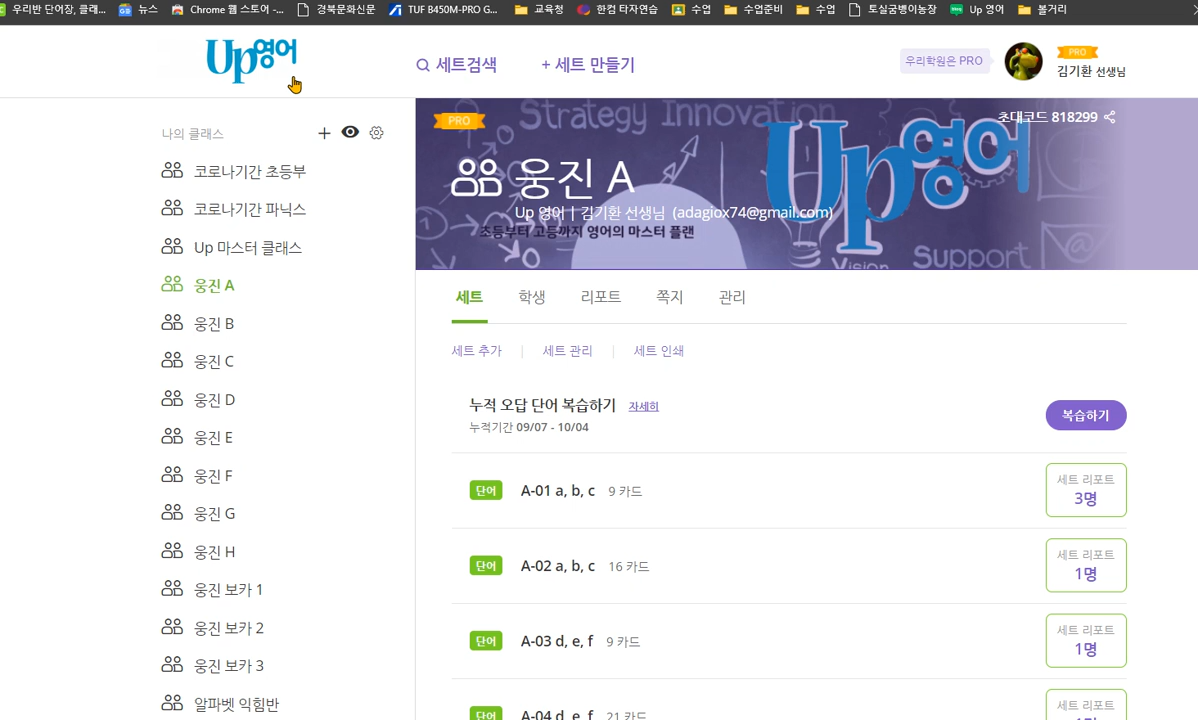 우리반 단어장, 클래...
뉴스
Chrome 웹 스토어 -...
경북문화신문
TUF B450M-PRO G...
교육청
한컴 타자연습
수업
수업준비
수업
토실굼벵이농장
Up 영어
볼거리
Up영어
세트검색
+ 세트 만들기
우리학원은 PRO
PRO
김기환 선생님
나의 클래스
코로나기간 초등부
코로나기간 파닉스
Up 마스터 클래스
웅진 A
웅진 B
웅진 C
웅진 D
웅진 E
웅진 F
웅진 G
웅진 H
웅진 보카 1
웅진 보카 2
웅진 보카 3
알파벳 익힘반
PRO
Strategy Innovation
초대코드 818299
웅진 A
Up영어
Up 영어 | 김기환 선생님 (adagiox74@gmail.com)
초등부터 고등까지 영어의 마스터 플랜
Vision
Support
세트
학생
리포트
쪽지
관리
세트 추가
세트 관리
세트 인쇄
누적 오답 단어 복습하기 자세히
누적기간 09/07 - 10/04
복습하기
단어 A-01 a, b, c 9 카드
세트 리포트
3명
단어 A-02 a, b, c 16 카드
세트 리포트
1명
단어 A-03 d, e, f 9 카드
세트 리포트
1명
단어 A-04 d, e, f 21 카드
세트 리포트
1명